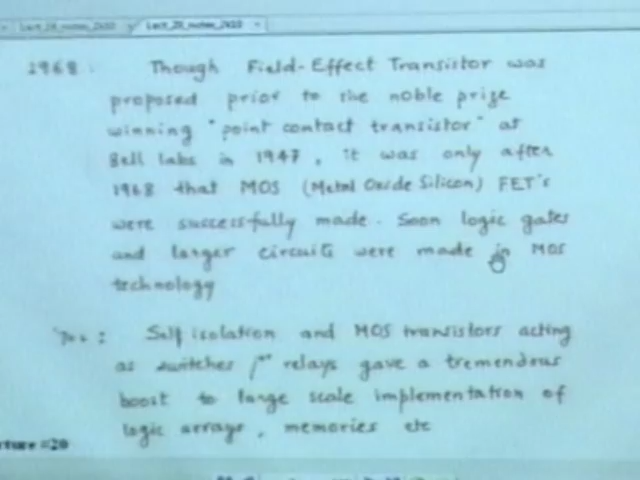 Lect_20_notes_2k10
1968 : Though Field-Effect Transistor was
proposed prior to the noble prize
winning "point contact transistor" at
Bell labs in 1947, it was only after
1968 that MOS (Metal Oxide Silicon) FET's
were successfully made. Soon logic gates
and larger circuits were made in MOS
technology
Self isolation and MOS transistors acting
as switches / relays gave a tremendous
boost to large scale implementation of
logic arrays, memories etc
cture #20